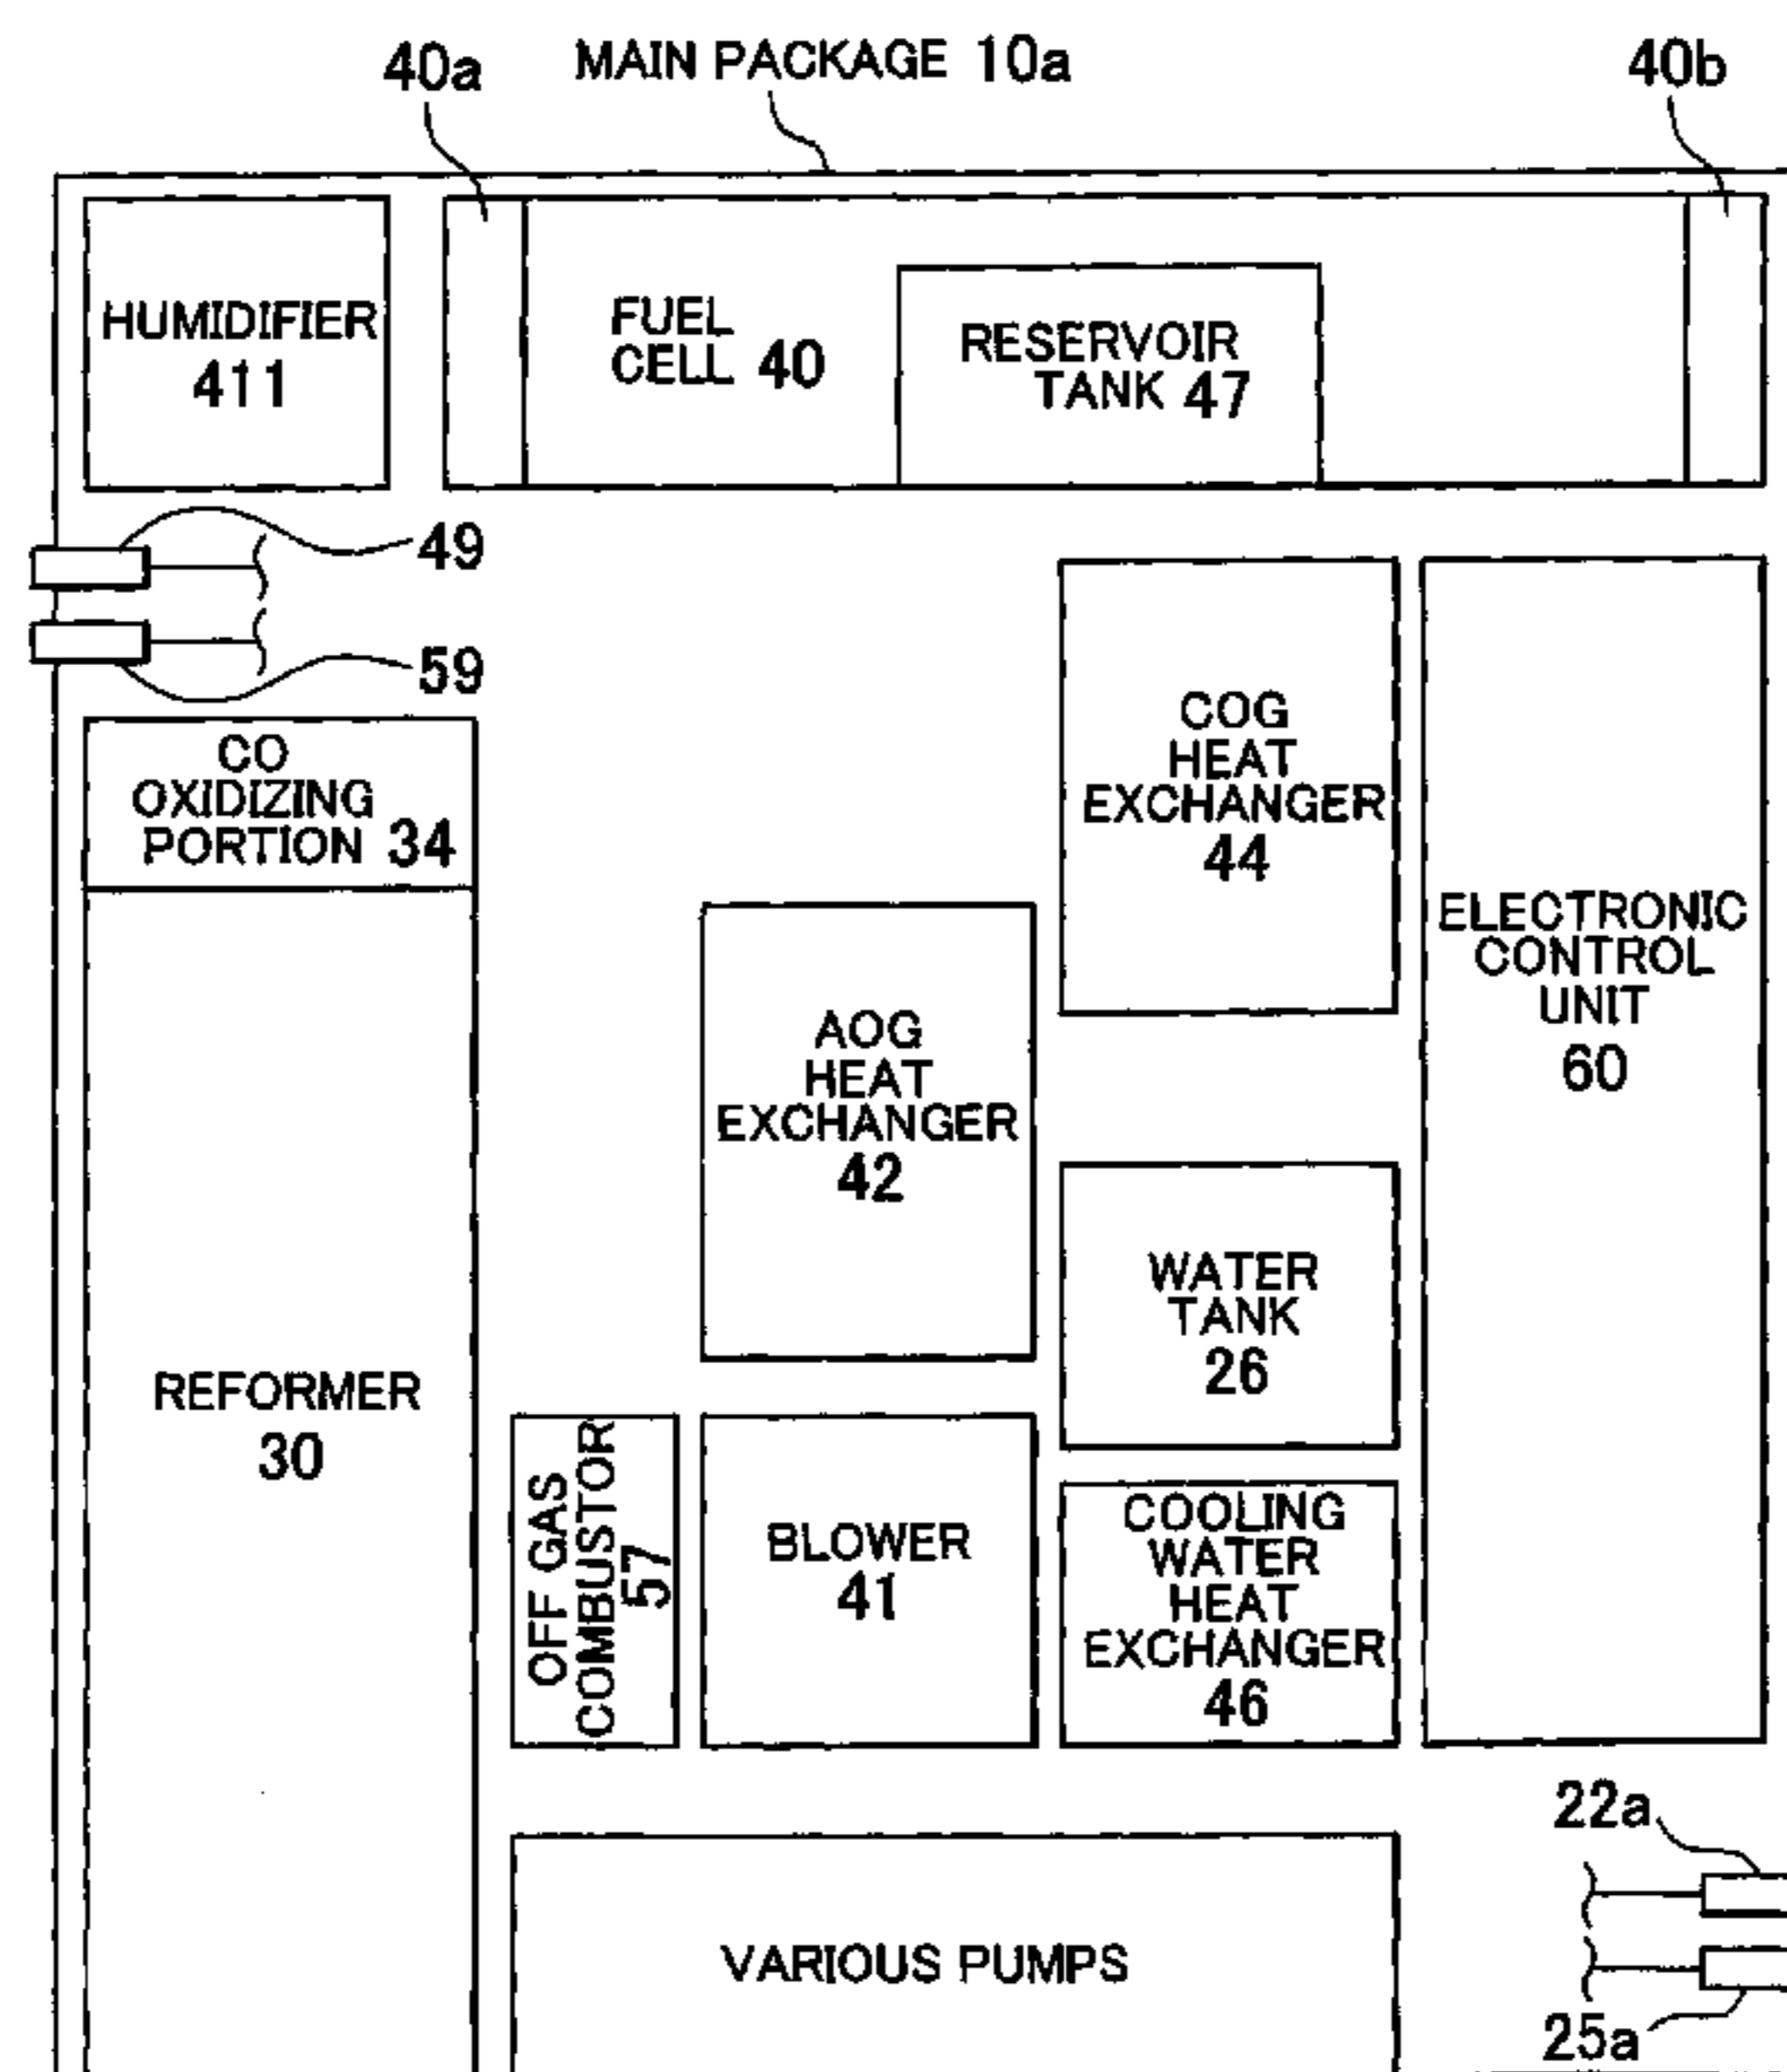 40a
MAIN PACKAGE 10a
40b
HUMIDIFIER
411
FUEL
CELL 40
RESERVOIR
TANK 47
49
59
CO
OXIDIZING
PORTION 34
COG
HEAT
EXCHANGER
44
ELECTRONIC
CONTROL
UNIT
60
AOG
HEAT
EXCHANGER
42
WATER
TANK
26
REFORMER
30
OFF GAS
COMBUSTOR
57
BLOWER
41
COOLING
WATER
HEAT
EXCHANGER
46
22a
VARIOUS PUMPS
25a